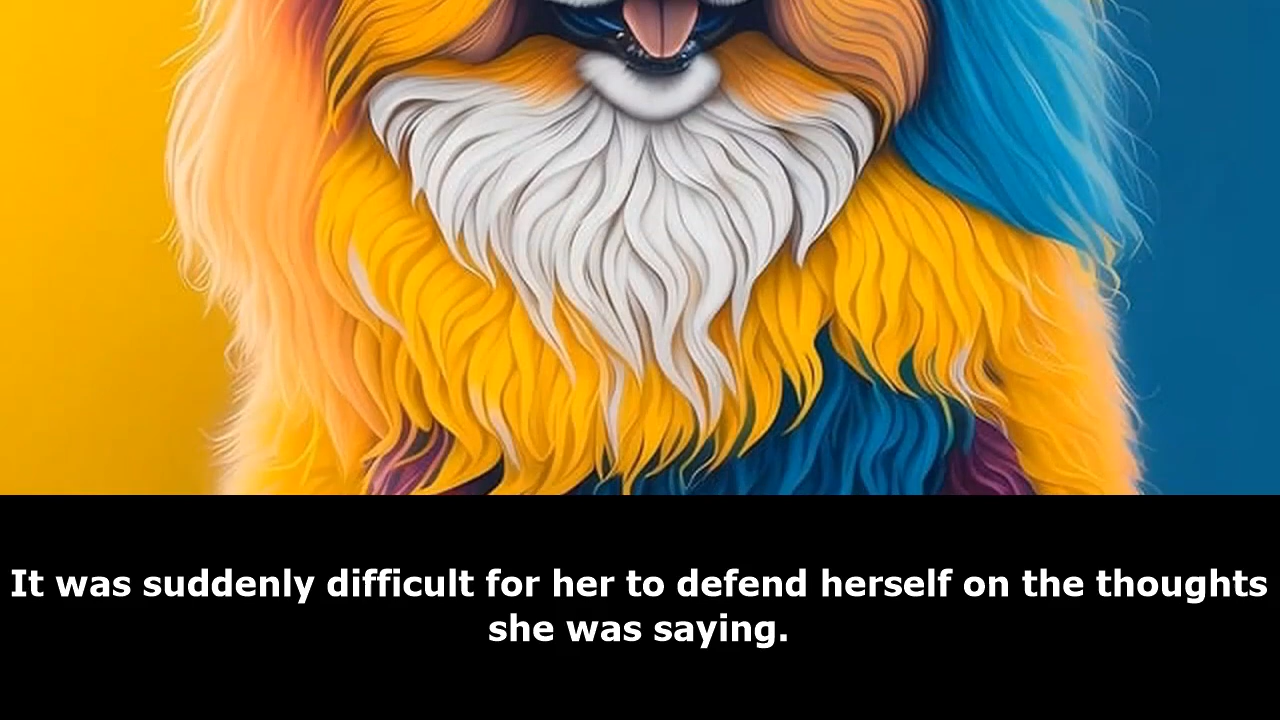 It was suddenly difficult for her to defend herself on the thoughts
she was saying.